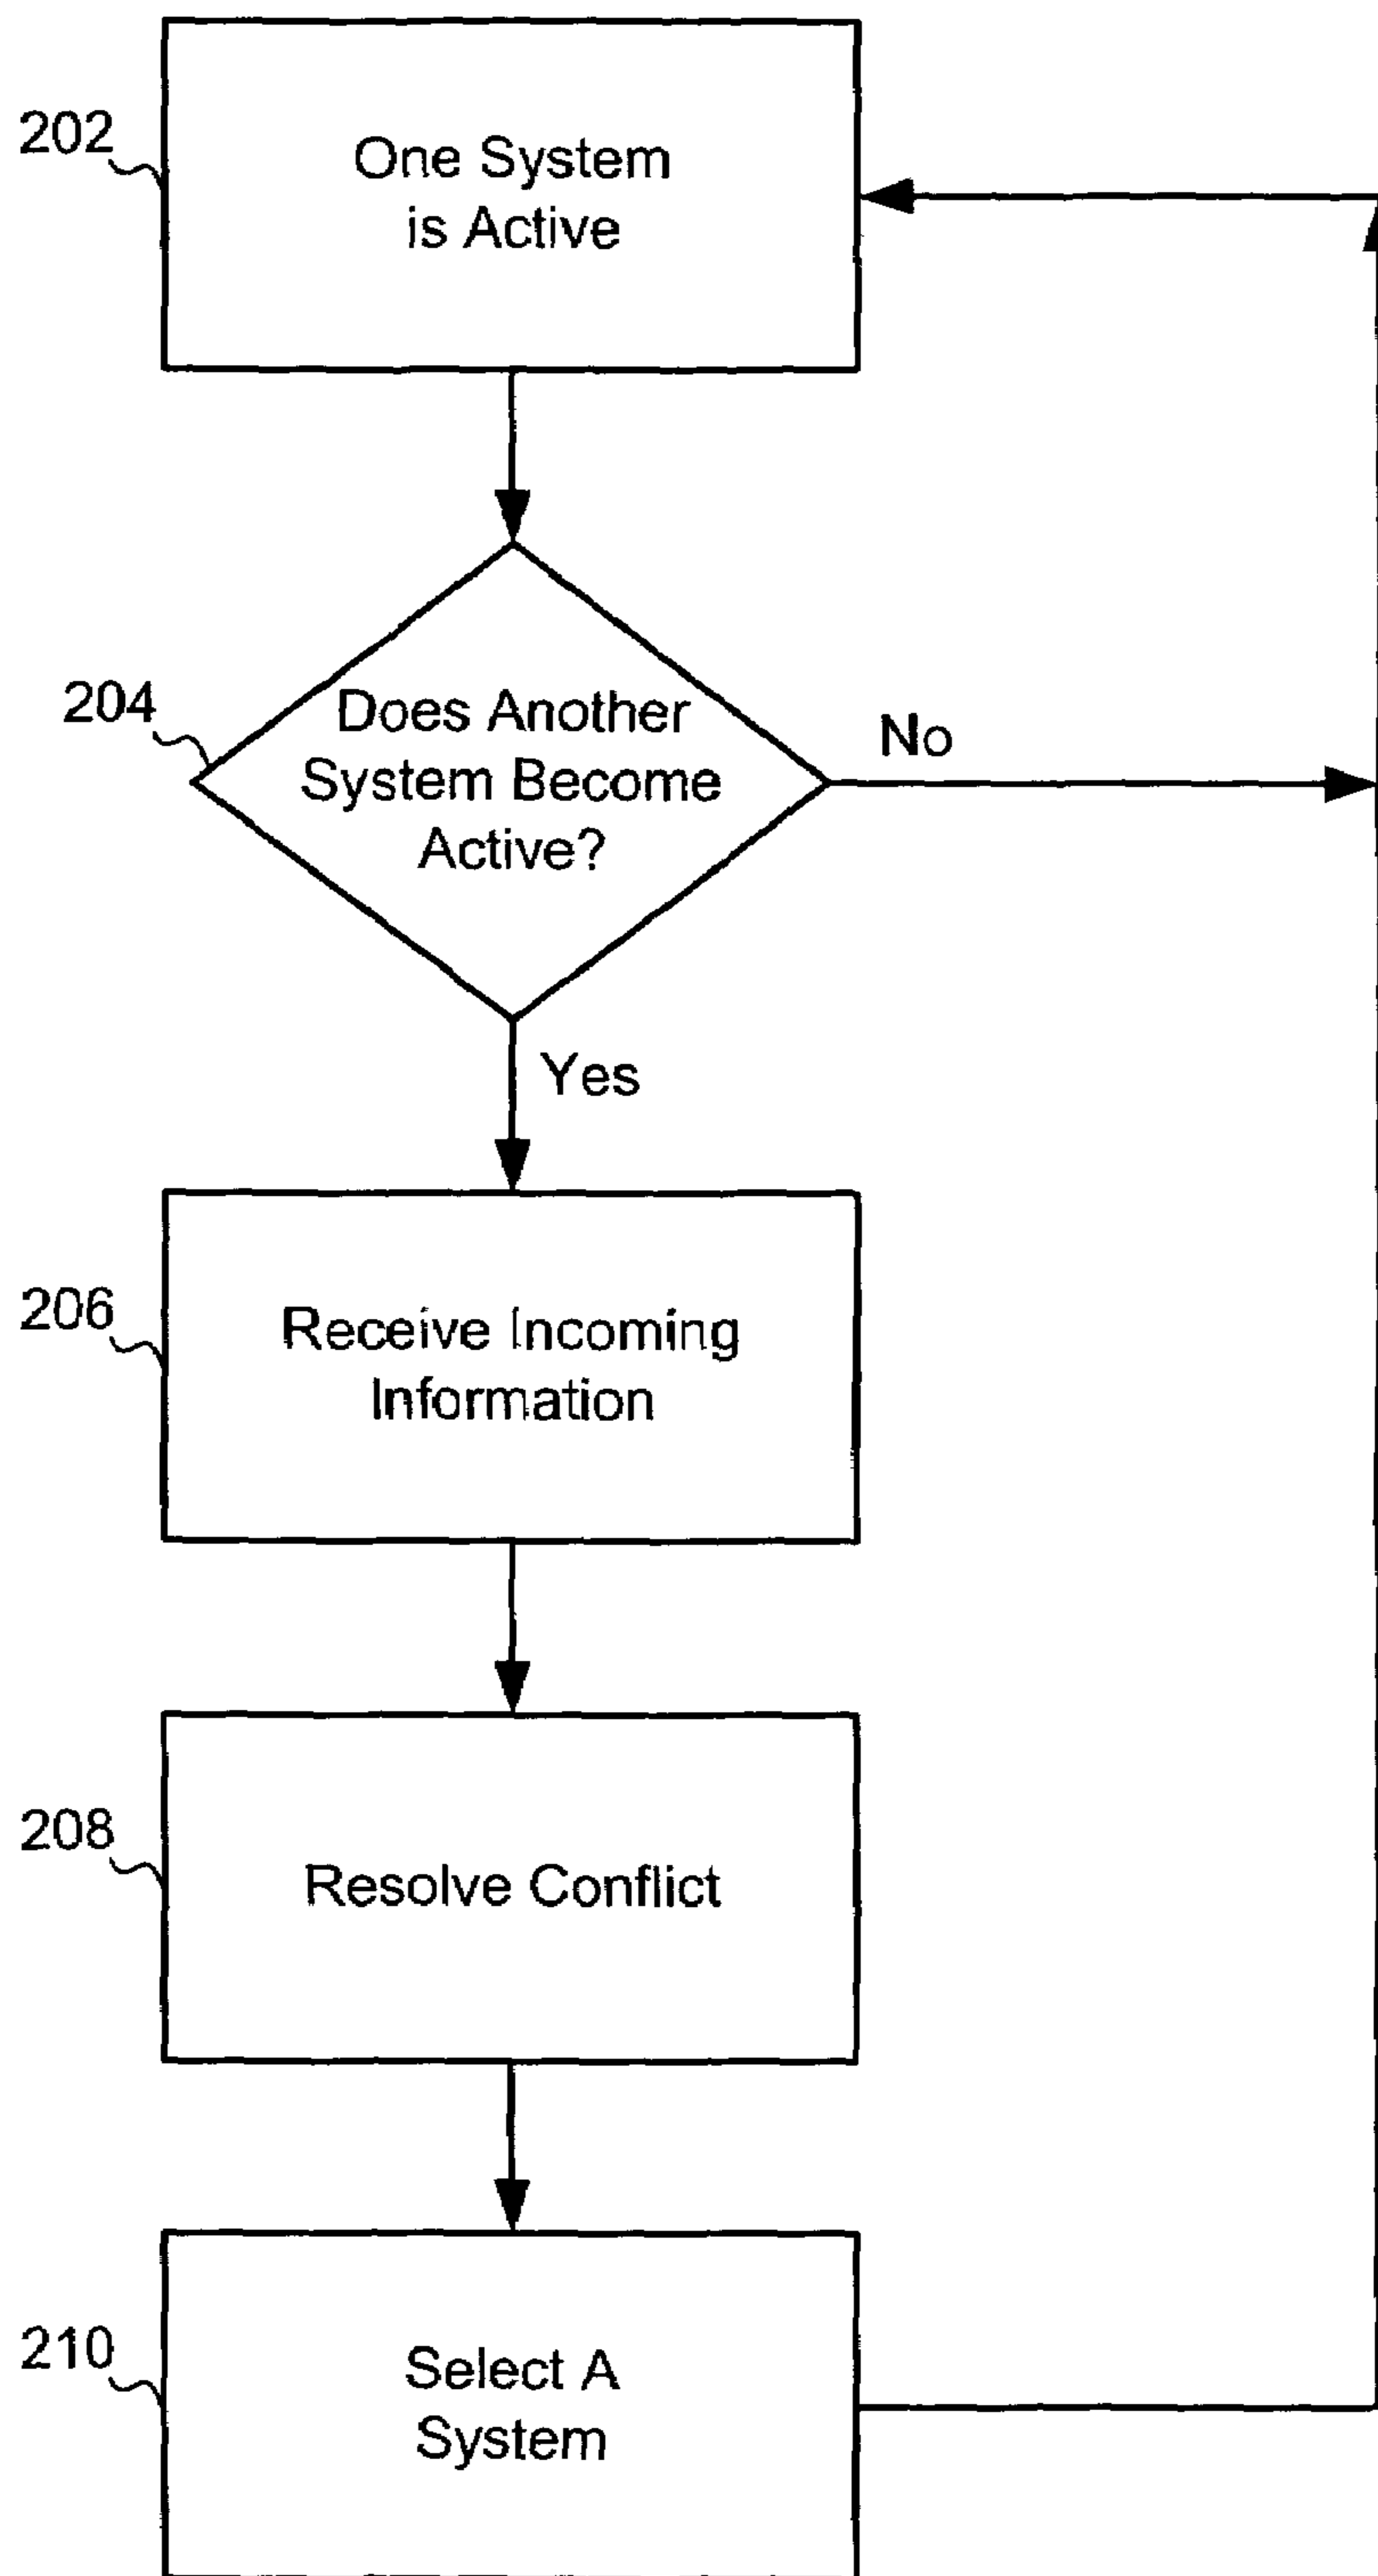 202
One System
is Active
204
Does Another
System Become
Active?
No
Yes
206
Receive Incoming
Information
208
Resolve Conflict
210
Select A
System